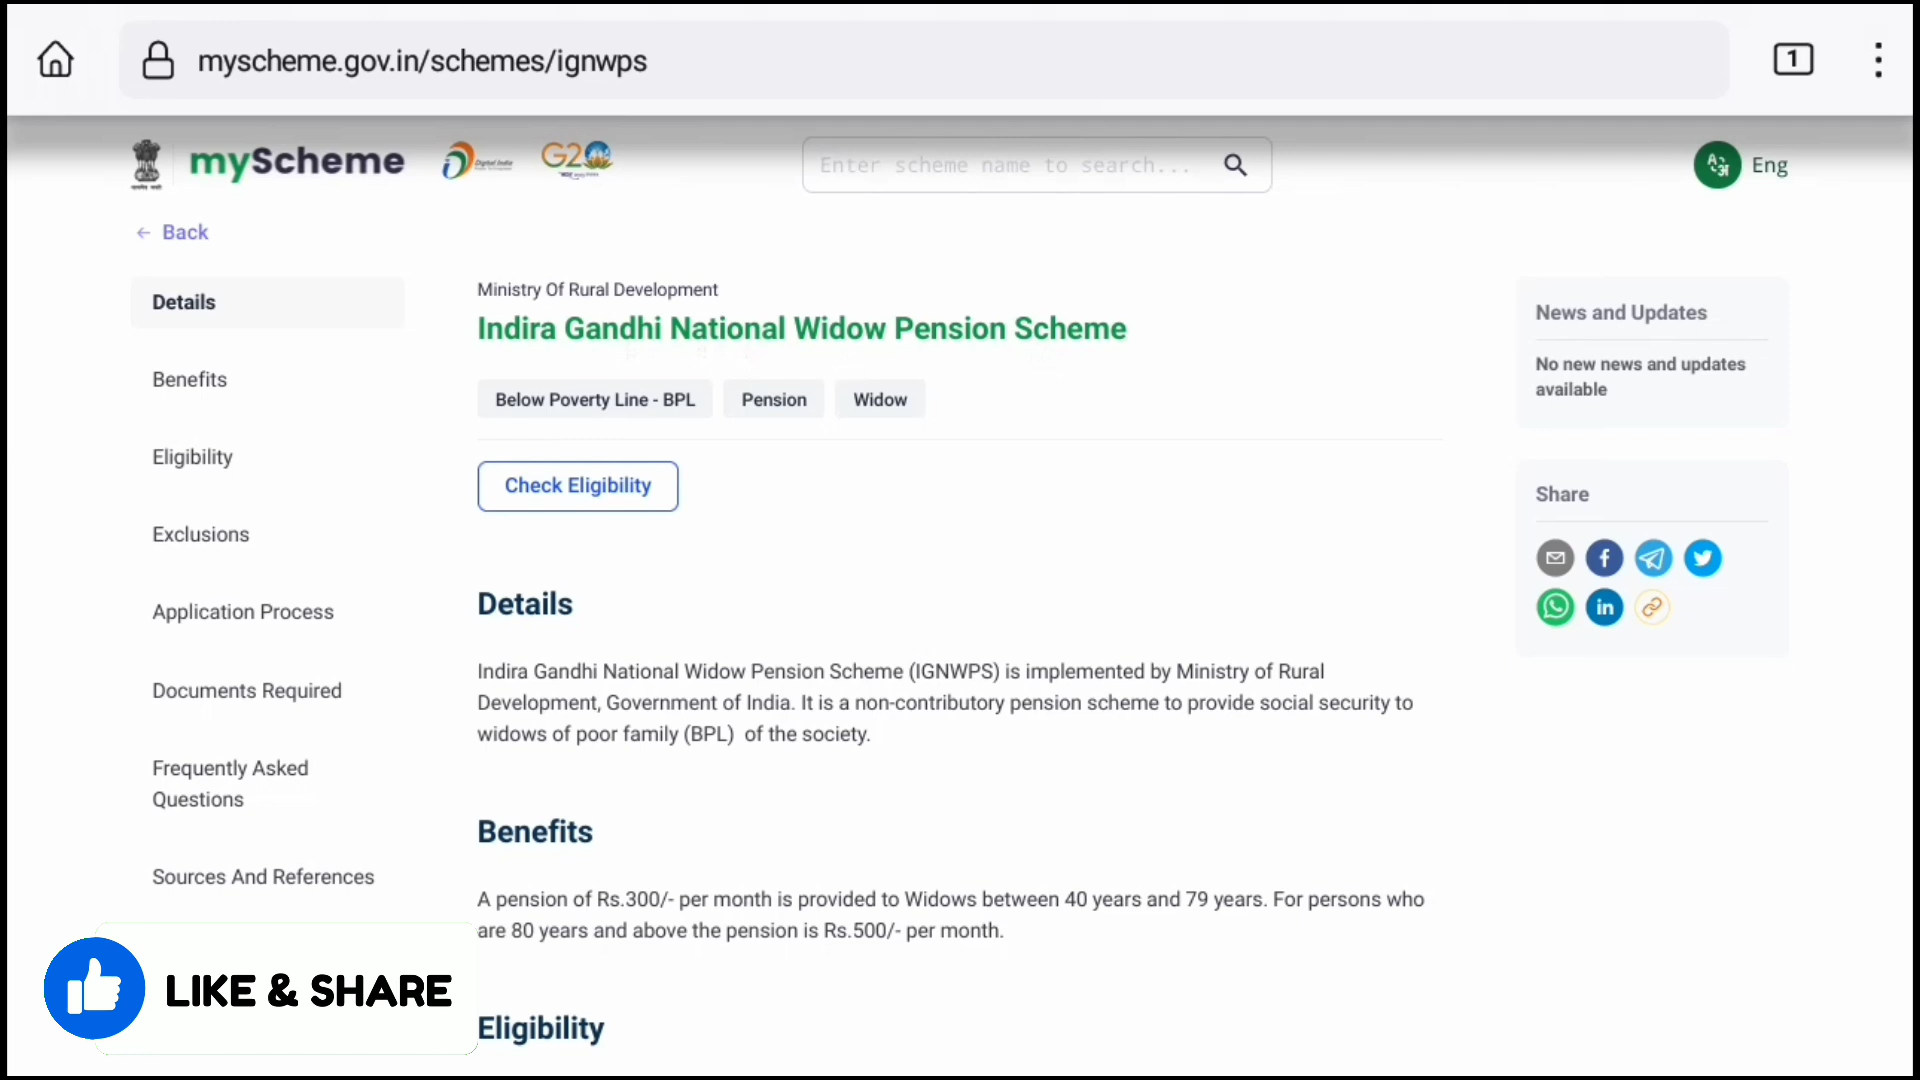 myscheme.gov.in/schemes/ignwps
1
myScheme
Digital India
G20
Enter scheme name to search...
Eng
← Back
Details
Benefits
Eligibility
Exclusions
Application Process
Documents Required
Frequently Asked
Questions
Sources And References
Ministry Of Rural Development
Indira Gandhi National Widow Pension Scheme
Below Poverty Line - BPL
Pension
Widow
Check Eligibility
Details
Indira Gandhi National Widow Pension Scheme (IGNWPS) is implemented by Ministry of Rural
Development, Government of India. It is a non-contributory pension scheme to provide social security to
widows of poor family (BPL) of the society.
Benefits
A pension of Rs.300/- per month is provided to Widows between 40 years and 79 years. For persons who
are 80 years and above the pension is Rs.500/- per month.
Eligibility
News and Updates
No new news and updates
available
Share
LIKE & SHARE